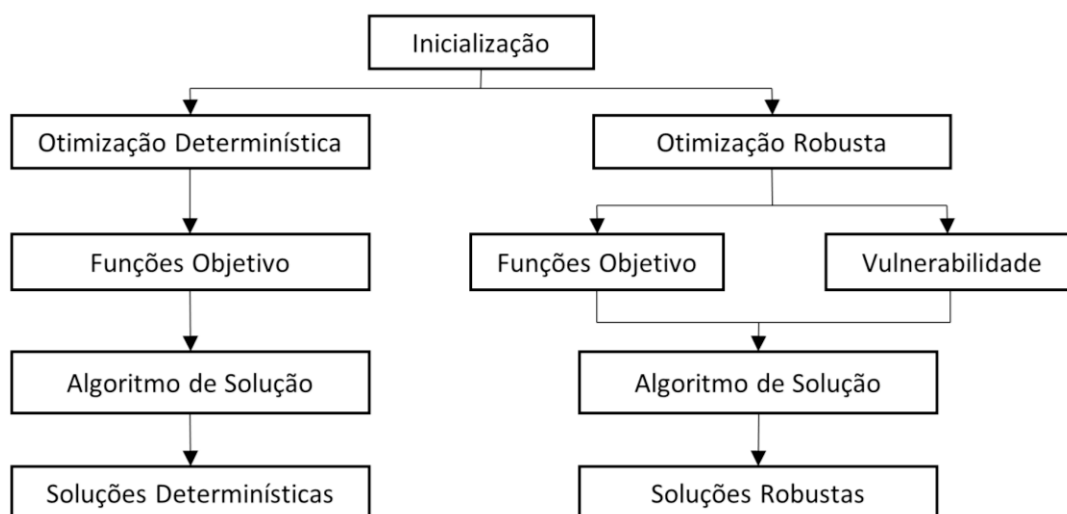 Inicialização
Otimização Determinística
Otimização Robusta
Funções Objetivo
Funções Objetivo
Vulnerabilidade
Algoritmo de Solução
Algoritmo de Solução
Soluções Determinísticas
Soluções Robustas